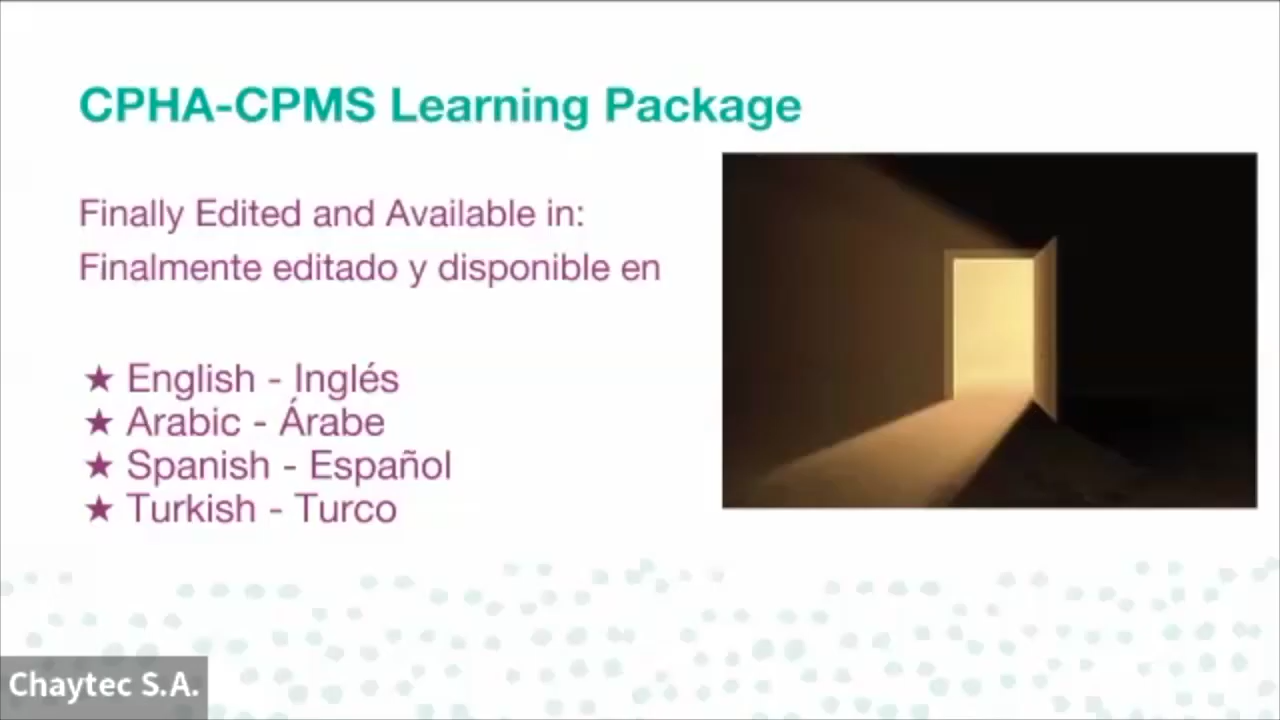 CPHA-CPMS Learning Package
Finally Edited and Available in:
Finalmente editado y disponible en
★ English - Inglés
★ Arabic - Árabe
★ Spanish - Español
★ Turkish - Turco
Chaytec S.A.